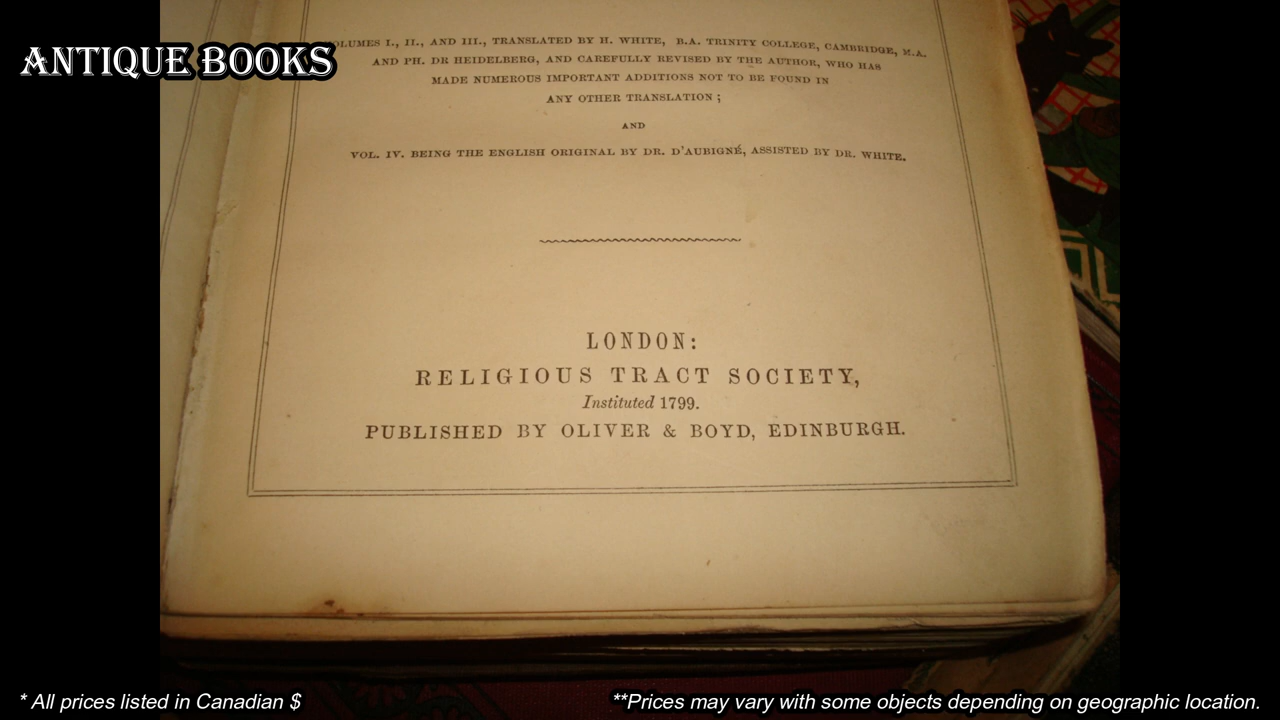 ANTIQUE BOOKS
VOLUMES I., II., AND III., TRANSLATED BY H. WHITE, B.A. TRINITY COLLEGE, CAMBRIDGE, M.A.
AND PH. DR HEIDELBERG, AND CAREFULLY REVISED BY THE AUTHOR, WHO HAS
MADE NUMEROUS IMPORTANT ADDITIONS NOT TO BE FOUND IN
ANY OTHER TRANSLATION;
AND
VOL. IV. BEING THE ENGLISH ORIGINAL BY DR. D'AUBIGNÉ, ASSISTED BY DR. WHITE.
LONDON:
RELIGIOUS TRACT SOCIETY,
Instituted 1799.
PUBLISHED BY OLIVER & BOYD, EDINBURGH.
* All prices listed in Canadian $
**Prices may vary with some objects depending on geographic location.